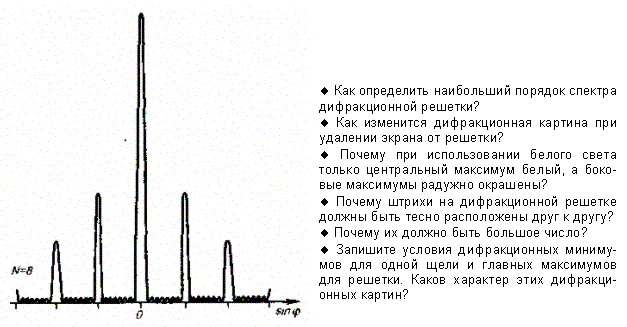 N=8
0
sin φ
◆ Как определить наибольший порядок спектра
дифракционной решетки?
◆ Как изменится дифракционная картина при
удалении экрана от решетки?
◆ Почему при использовании белого света
только центральный максимум белый, а боко-
вые максимумы радужно окрашены?
◆ Почему штрихи на дифракционной решетке
должны быть тесно расположены друг к другу?
◆ Почему их должно быть большое число?
◆ Запишите условия дифракционных миниму-
мов для одной щели и главных максимумов
для решетки. Каков характер этих дифракци-
онных картин?